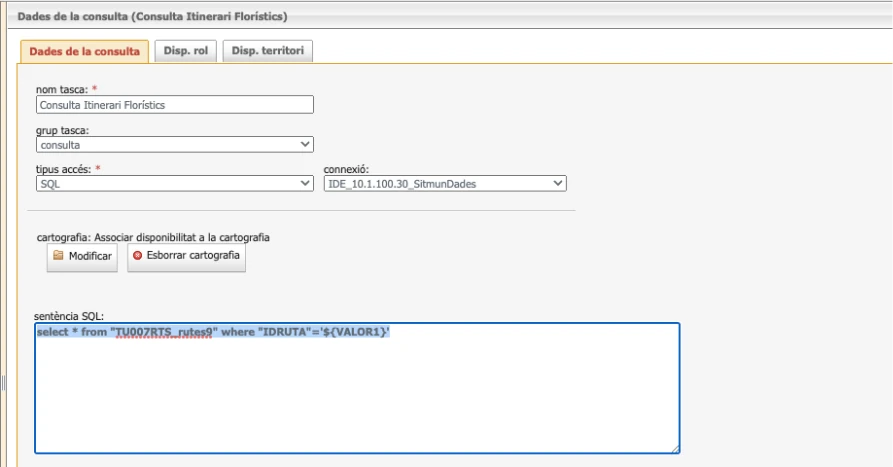 Dades de la consulta (Consulta Itinerari Florístics)
Dades de la consulta Disp. rol Disp. territori
nom tasca: *
Consulta Itinerari Florístics
grup tasca:
consulta
tipus accés: * connexió:
SQL IDE_10.1.100.30_SitmunDades
cartografia: Associar disponibilitat a la cartografia
Modificar Esborrar cartografia
sentència SQL:
select * from "TU007RTS_rutes9" where "IDRUTA"='${VALOR1}'